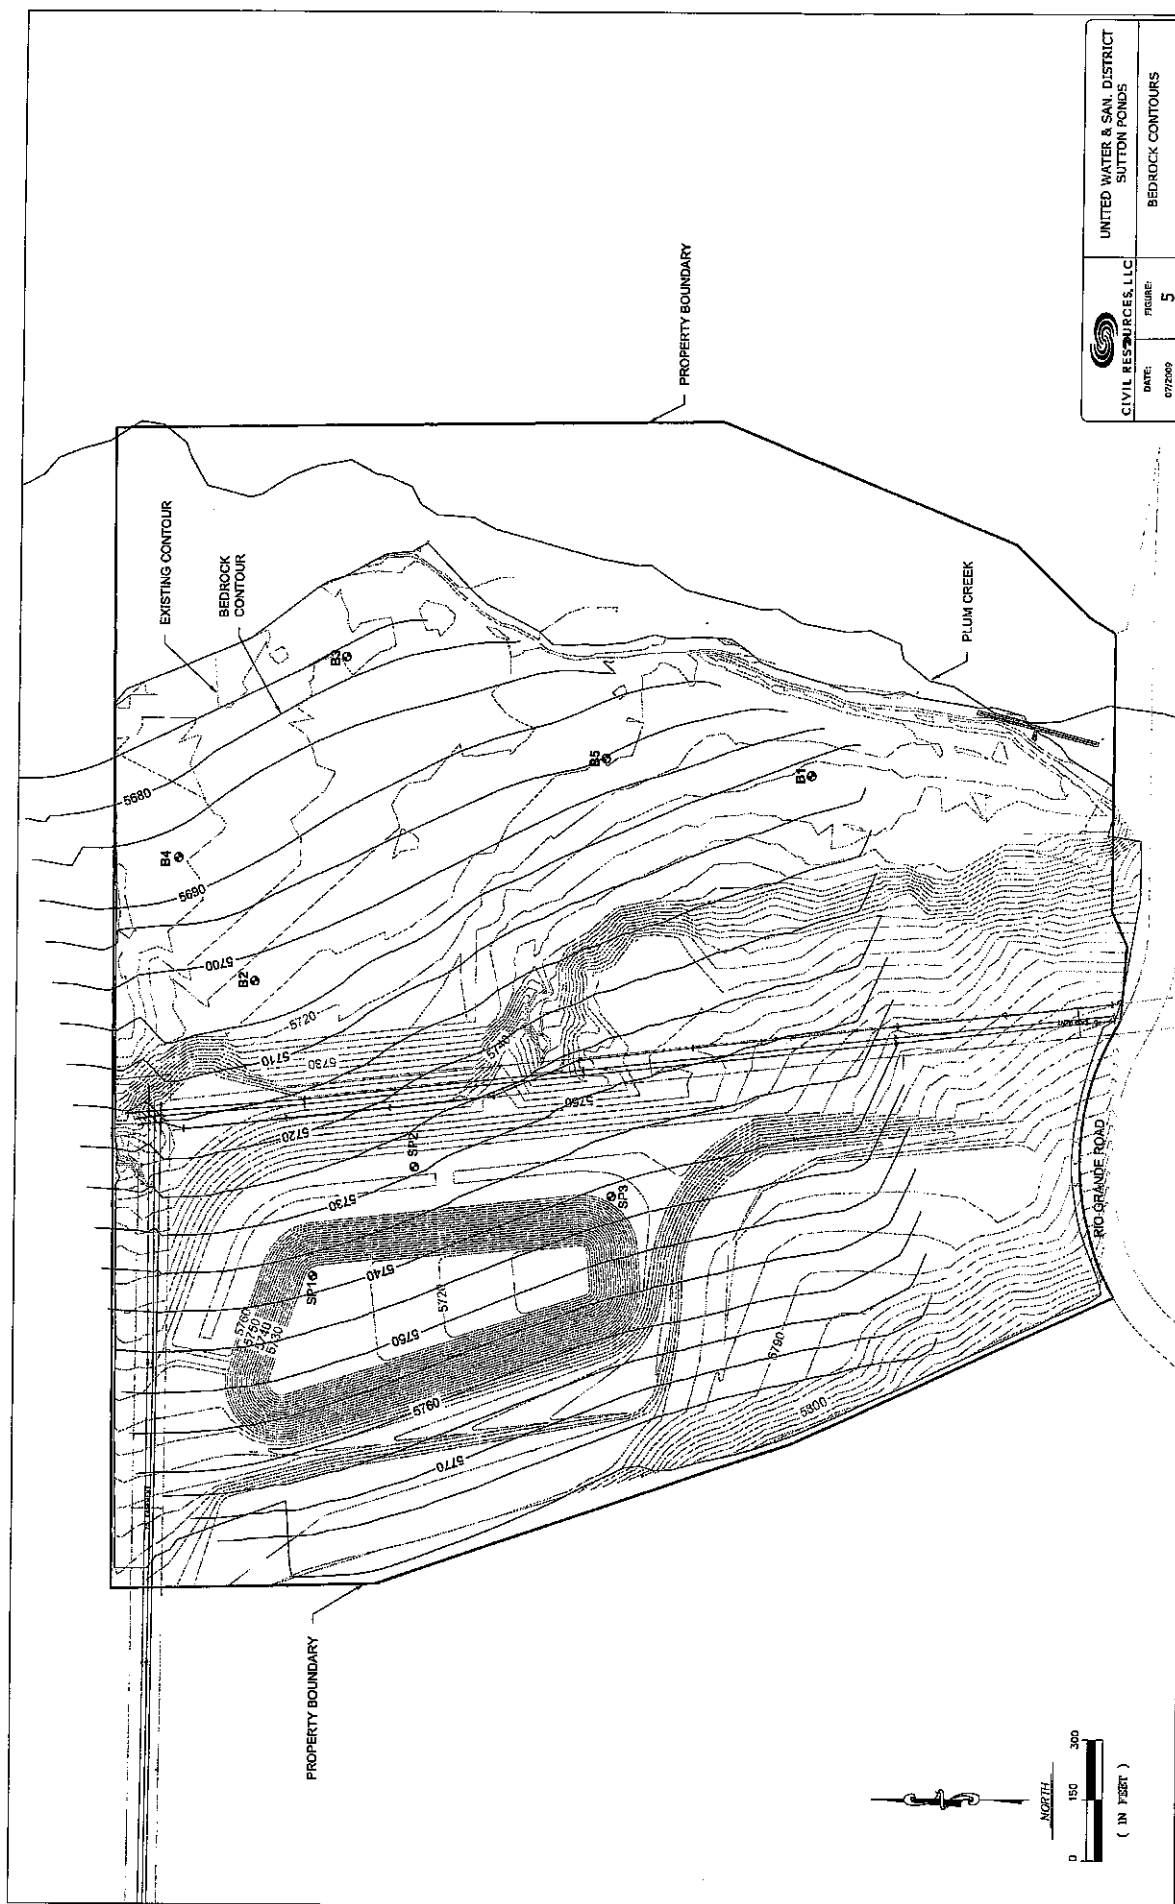 UNITED WATER & SAN. DISTRICT
SUTTON PONDS
BEDROCK CONTOURS
CIVIL RESOURCES, LLC
DATE:
07/2009
FIGURE:
5
PROPERTY BOUNDARY
EXISTING CONTOUR
BEDROCK
CONTOUR
PLUM CREEK
B3
B4
B5
B1
B2
5680
5690
5700
5720
5710
5730
5740
5720
5750
SP2
5730
SP3
RIO GRANDE ROAD
SP1
5740
5720
5760
5750
5740
5730
5750
5760
5790
5770
5800
PROPERTY BOUNDARY
NORTH
0
150
300
( IN FEET )